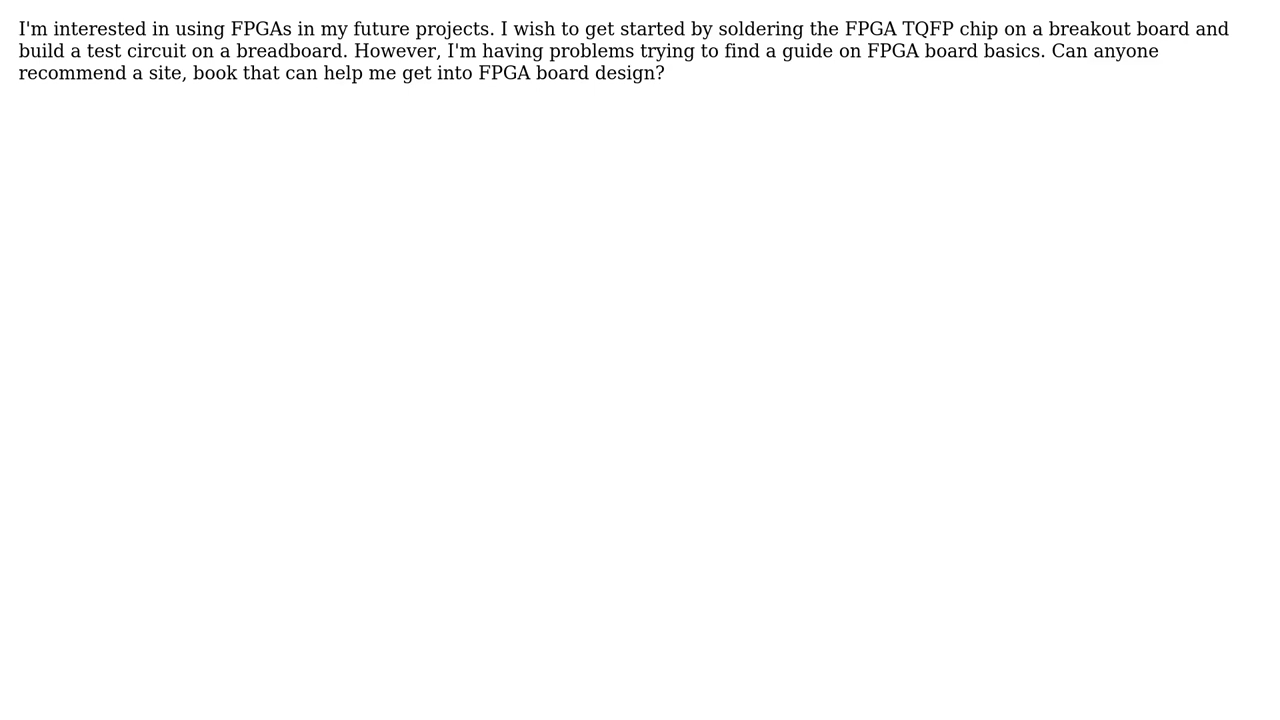 I'm interested in using FPGAs in my future projects. I wish to get started by soldering the FPGA TQFP chip on a breakout board and
build a test circuit on a breadboard. However, I'm having problems trying to find a guide on FPGA board basics. Can anyone
recommend a site, book that can help me get into FPGA board design?